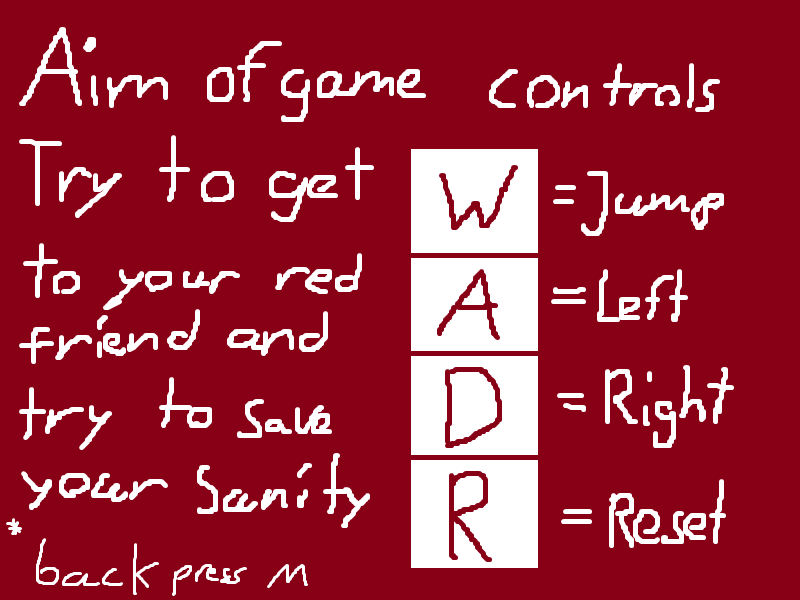 Aim of game
Try to get
to your red
friend and
try to save
your sanity
* back press M
controls
W = Jump
A = Left
D = Right
R = Reset